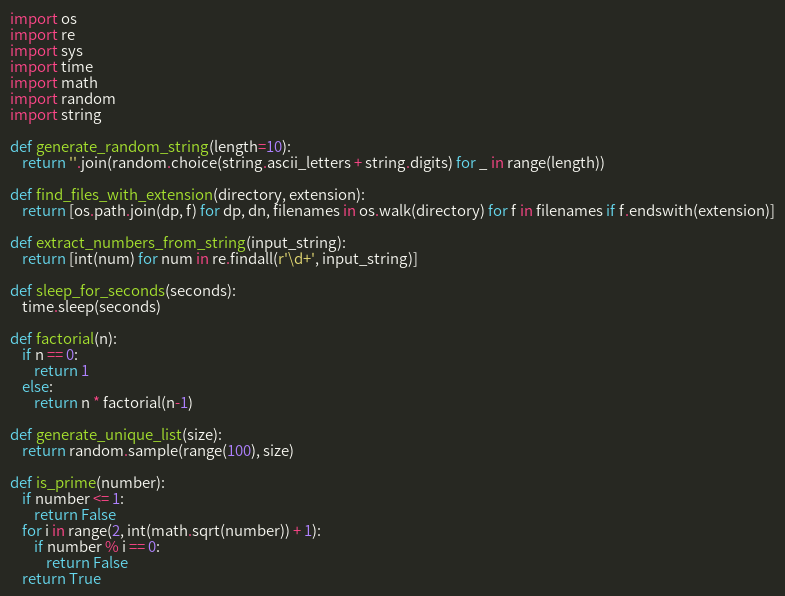 import os
import re
import sys
import time
import math
import random
import string

def generate_random_string(length=10):
    return ''.join(random.choice(string.ascii_letters + string.digits) for _ in range(length))

def find_files_with_extension(directory, extension):
    return [os.path.join(dp, f) for dp, dn, filenames in os.walk(directory) for f in filenames if f.endswith(extension)]

def extract_numbers_from_string(input_string):
    return [int(num) for num in re.findall(r'\d+', input_string)]

def sleep_for_seconds(seconds):
    time.sleep(seconds)

def factorial(n):
    if n == 0:
        return 1
    else:
        return n * factorial(n-1)

def generate_unique_list(size):
    return random.sample(range(100), size)

def is_prime(number):
    if number <= 1:
        return False
    for i in range(2, int(math.sqrt(number)) + 1):
        if number % i == 0:
            return False
    return True